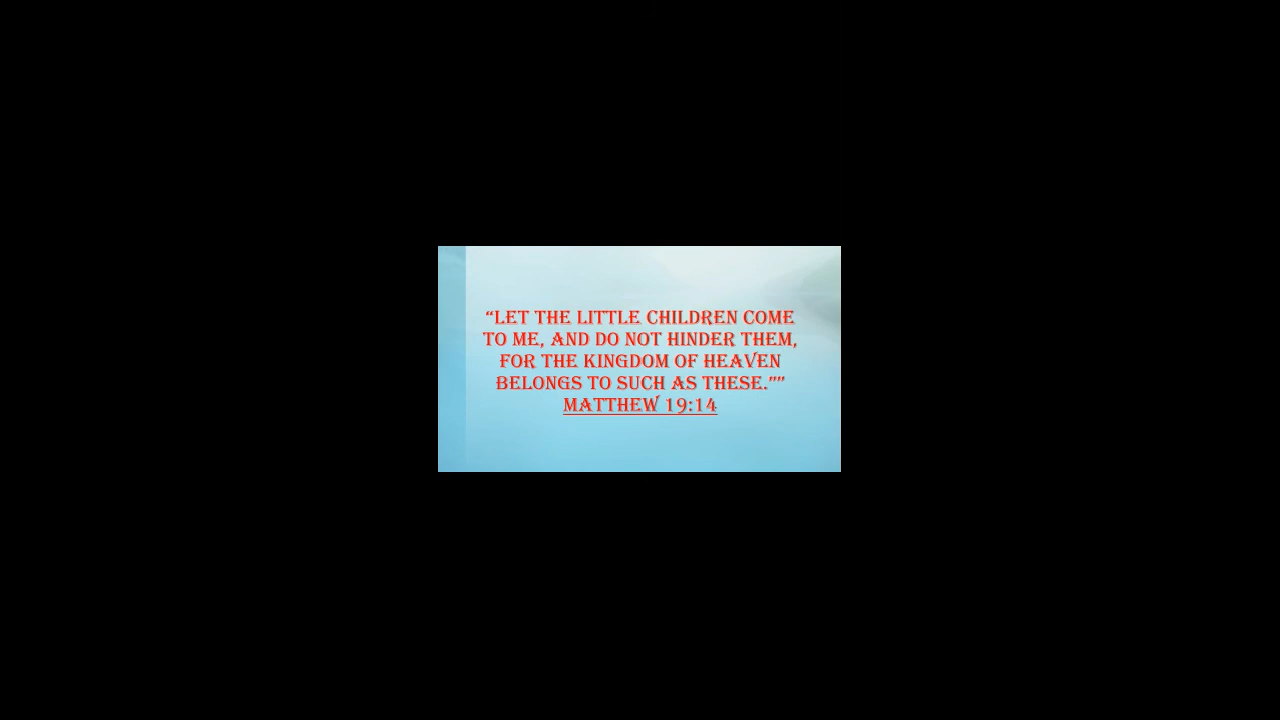 “LET THE LITTLE CHILDREN COME
TO ME, AND DO NOT HINDER THEM,
FOR THE KINGDOM OF HEAVEN
BELONGS TO SUCH AS THESE.””
MATTHEW 19:14